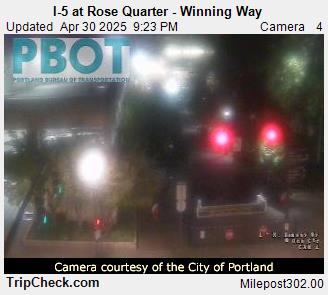 I-5 at Rose Quarter - Winning Way
Updated Apr 30 2025 9:23 PM Camera 4
PBOT
PORTLAND BUREAU OF TRANSPORTATION
Camera courtesy of the City of Portland
TripCheck.com Milepost302.00